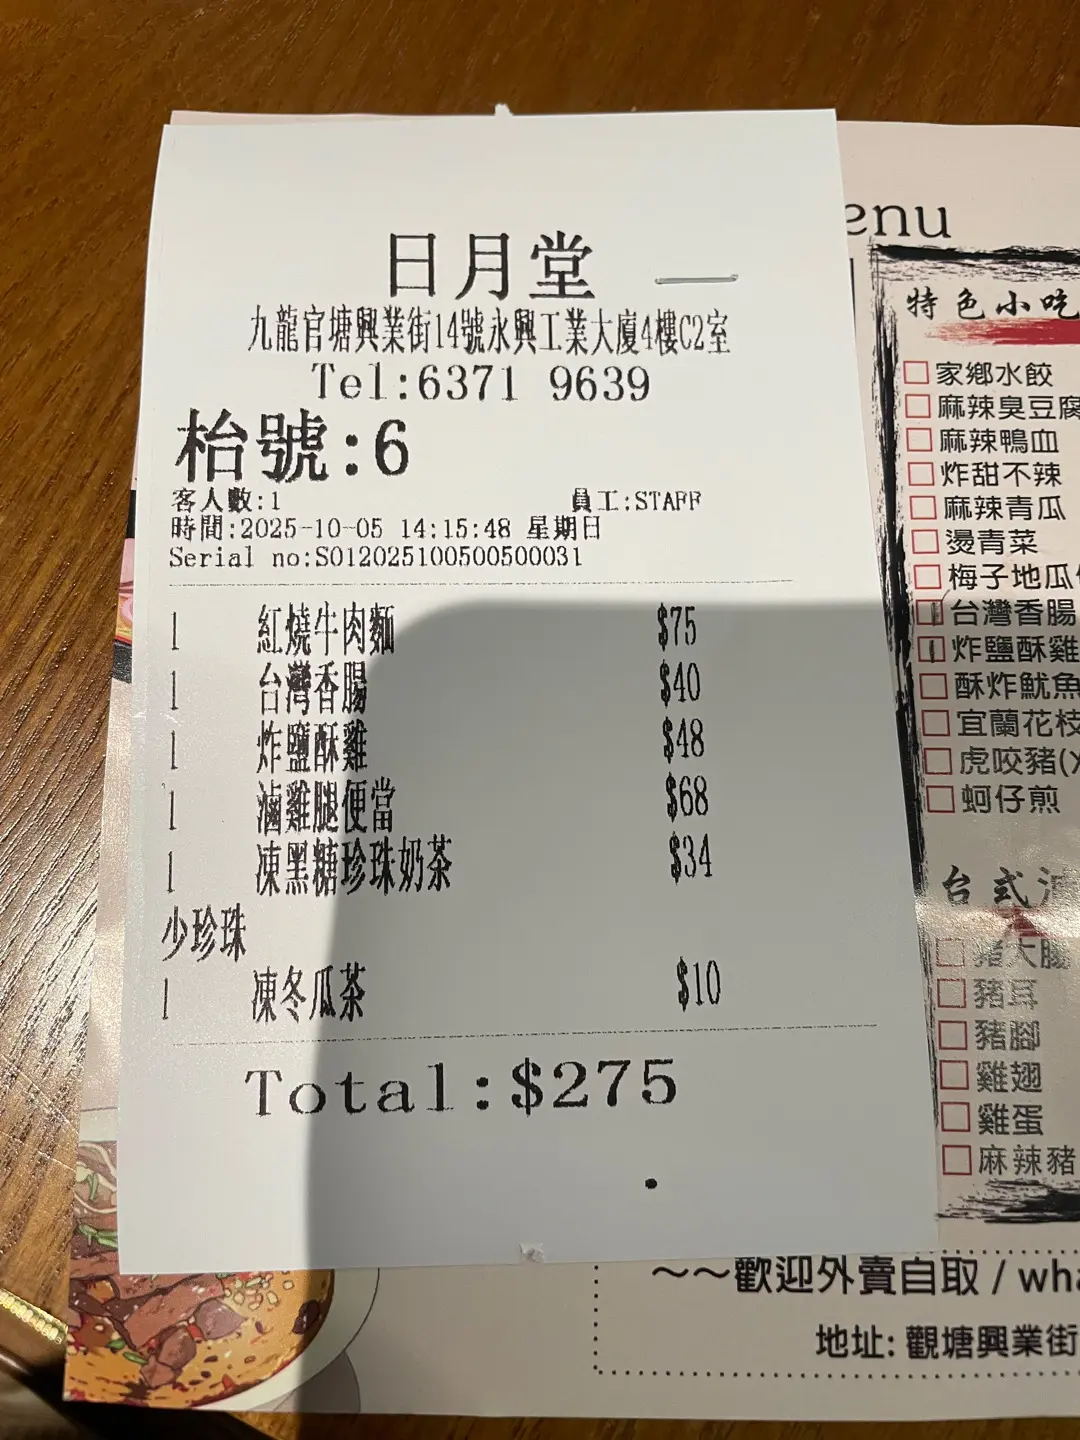 日月堂
九龍官塘興業街14號永興工業大廈4樓C2室
Tel:6371 9639
枱號:6
客人數:1 員工:STAFF
時間:2025-10-05 14:15:48 星期日
Serial no:S012025100500500031
1 紅燒牛肉麵 $75
1 台灣香腸 $40
1 炸鹽酥雞 $48
1 滷雞腿便當 $68
1 凍黑糖珍珠奶茶 $34
少珍珠
1 凍冬瓜茶 $10
Total:$275
enu
特色小吃
家鄉水餃
麻辣臭豆腐
麻辣鴨血
炸甜不辣
麻辣青瓜
燙青菜
梅子地瓜
台灣香腸
炸鹽酥雞
酥炸魷魚
宜蘭花枝
虎咬豬(
蚵仔煎
台式
豬大腸
豬耳
豬腳
雞翅
雞蛋
麻辣豬
～～歡迎外賣自取 / wha
地址: 觀塘興業街